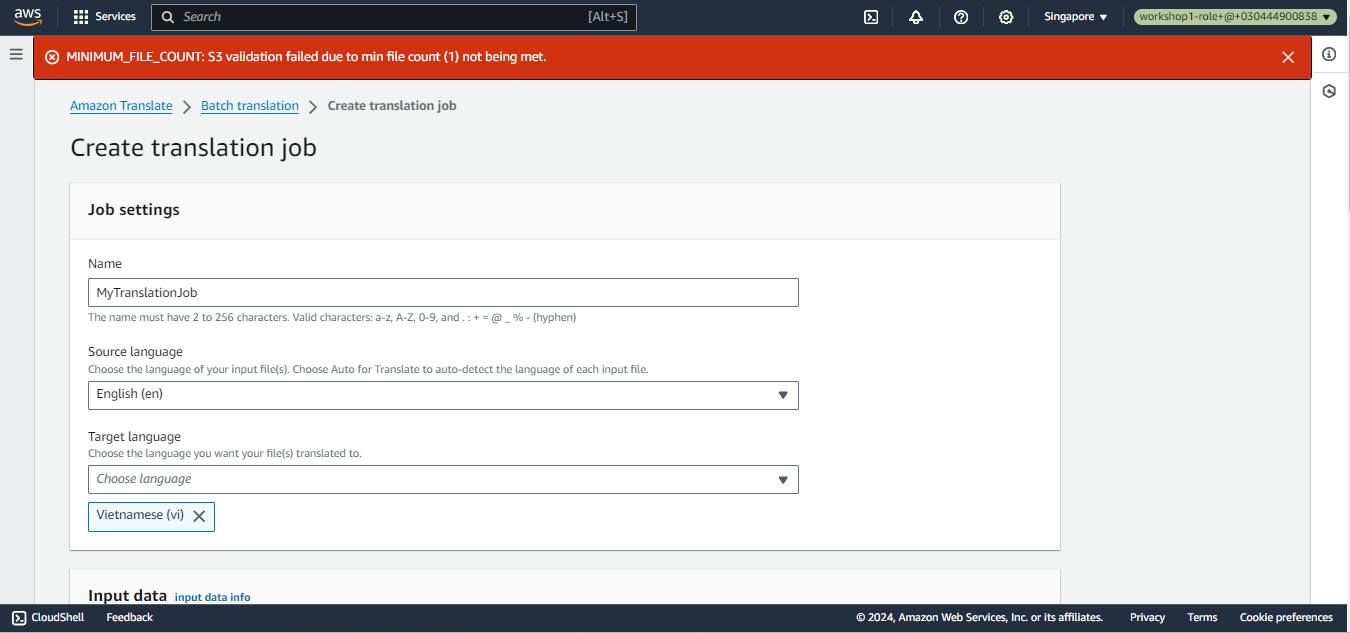 aws Services Search [Alt+S] Singapore workshop1-role+@+030444900838
MINIMUM_FILE_COUNT: S3 validation failed due to min file count (1) not being met.
Amazon Translate Batch translation Create translation job
Create translation job
Job settings
Name
MyTranslationJob
The name must have 2 to 256 characters. Valid characters: a-z, A-Z, 0-9, and . : + = @ _ % - (hyphen)
Source language
Choose the language of your input file(s). Choose Auto for Translate to auto-detect the language of each input file.
English (en)
Target language
Choose the language you want your file(s) translated to.
Choose language
Vietnamese (vi)
Input data input data info
CloudShell Feedback © 2024, Amazon Web Services, Inc. or its affiliates. Privacy Terms Cookie preferences